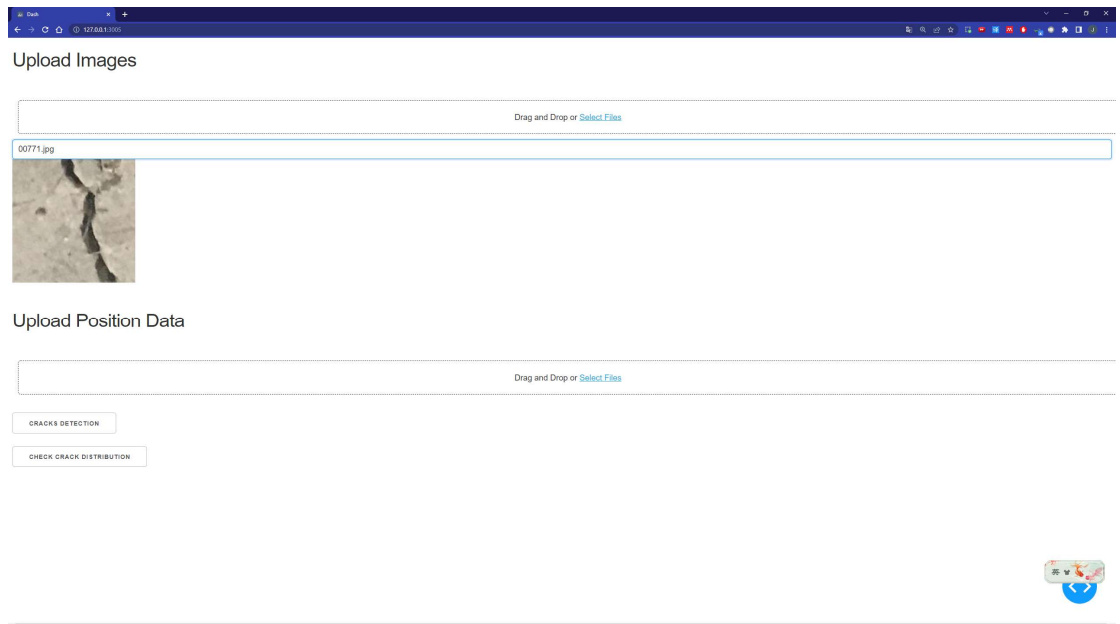 Dash
127.0.0.1:3005
Upload Images
Drag and Drop or Select Files
00771.jpg
Upload Position Data
Drag and Drop or Select Files
CRACKS DETECTION
CHECK CRACK DISTRIBUTION
英